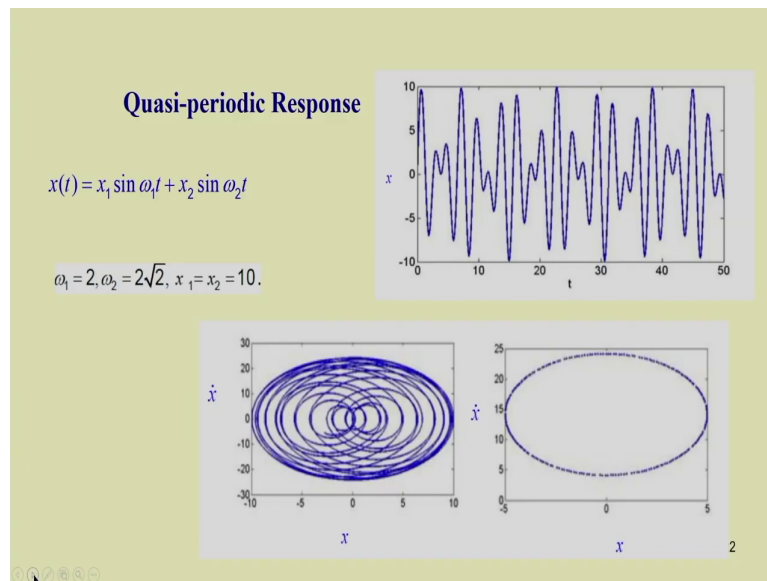 Quasi-periodic Response
x(t) = x₁ sin ω₁t + x₂ sin ω₂t
ω₁ = 2, ω₂ = 2√2, x ₁= x₂ = 10.
10
5
0
-5
-10
x
0 10 20 30 40 50
t
30
20
10
0
-10
-20
-30
ẋ
-10 -5 0 5 10
x
25
20
15
10
5
0
ẋ
-5 0 5
x
2